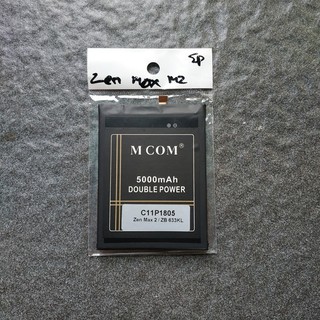 SP
Zen Max M2
M COM®
5000mAh
DOUBLE POWER
C11P1805
Zen Max 2 / ZB 633KL